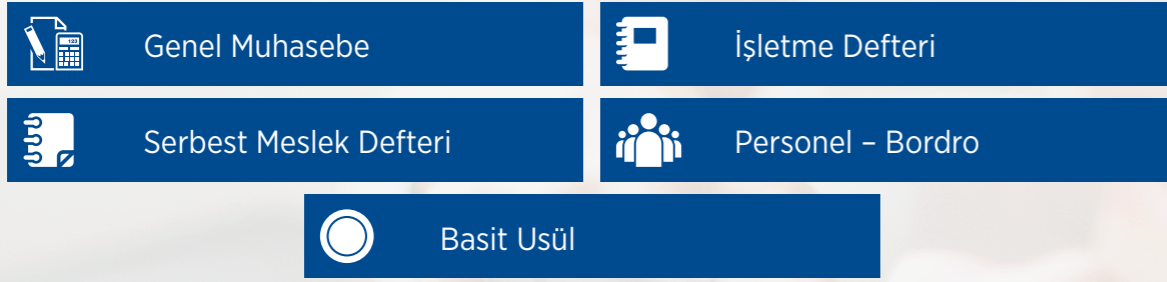 Genel Muhasebe
İşletme Defteri
Serbest Meslek Defteri
Personel – Bordro
Basit Usül